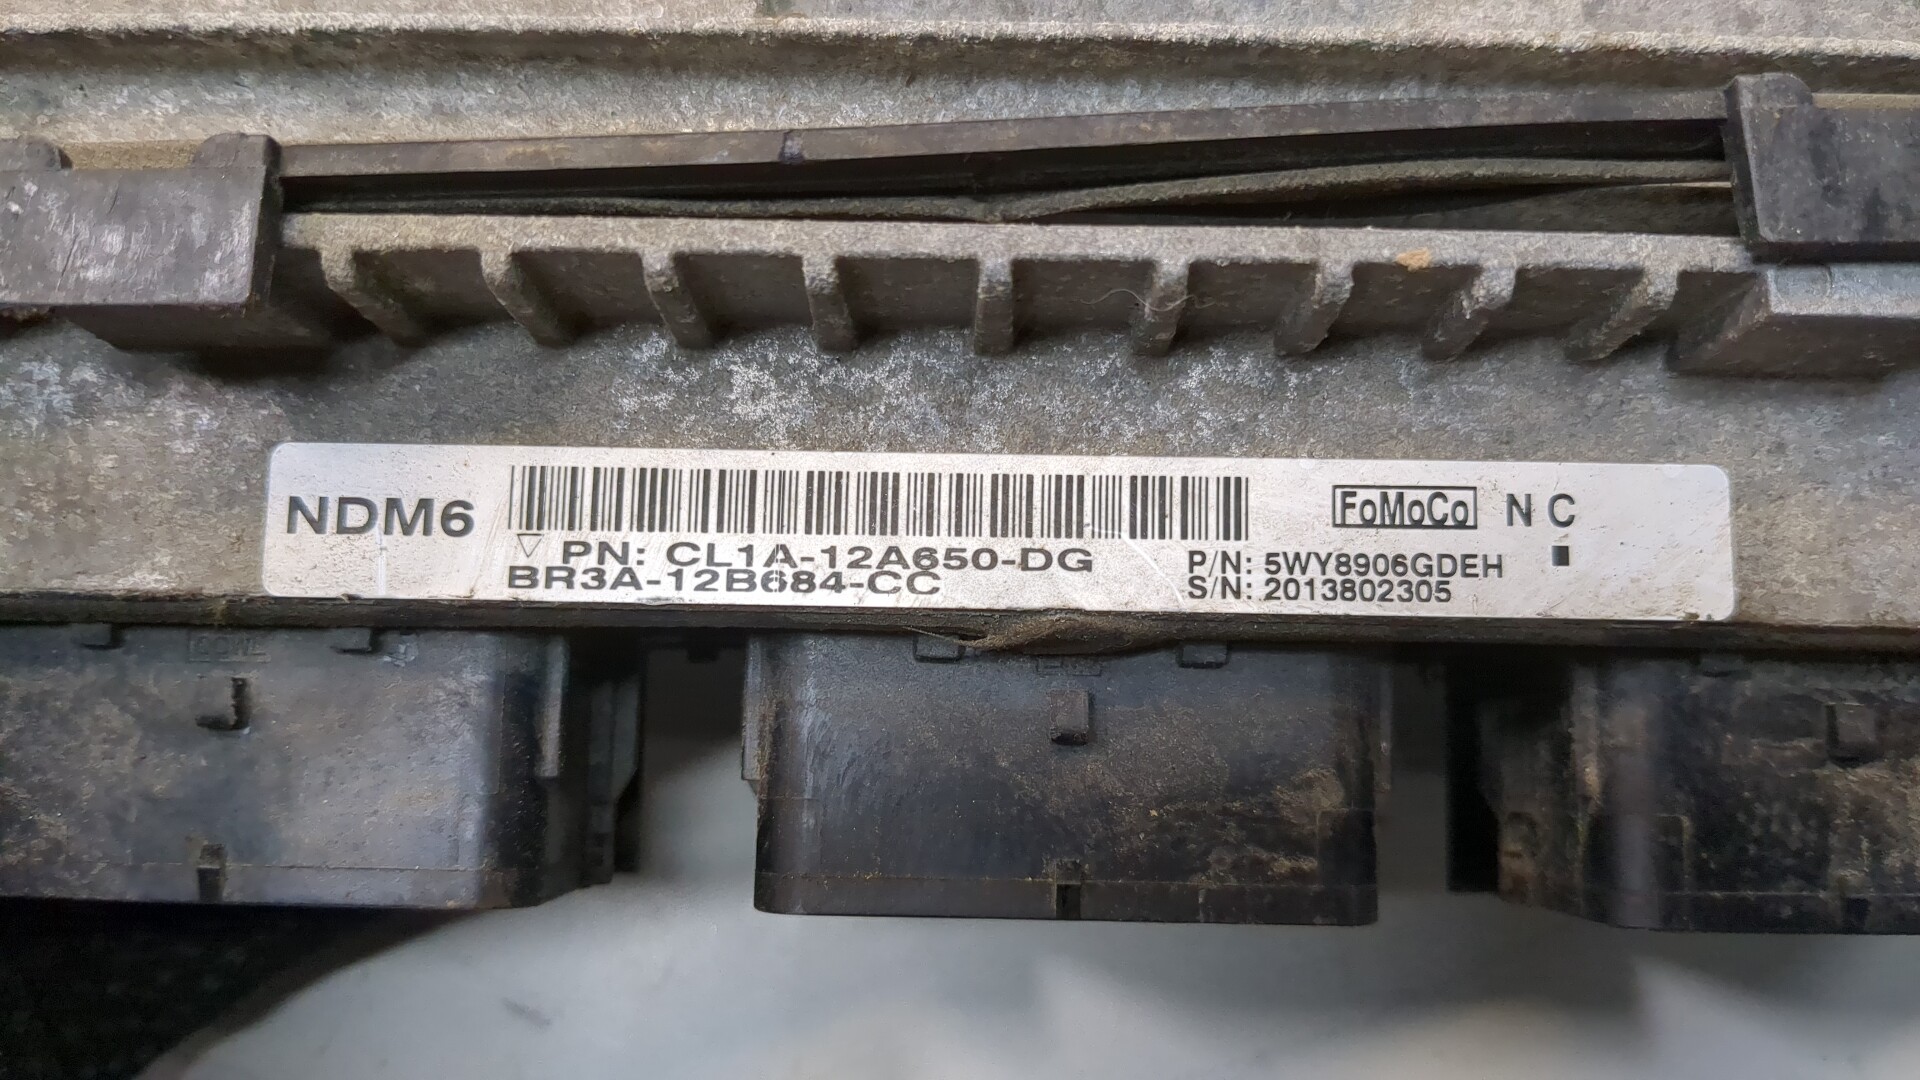 NDM6
PN: CL1A-12A650-DG
BR3A-12B684-CC
FoMoCo N C
P/N: 5WY8906GDEH
S/N: 2013802305